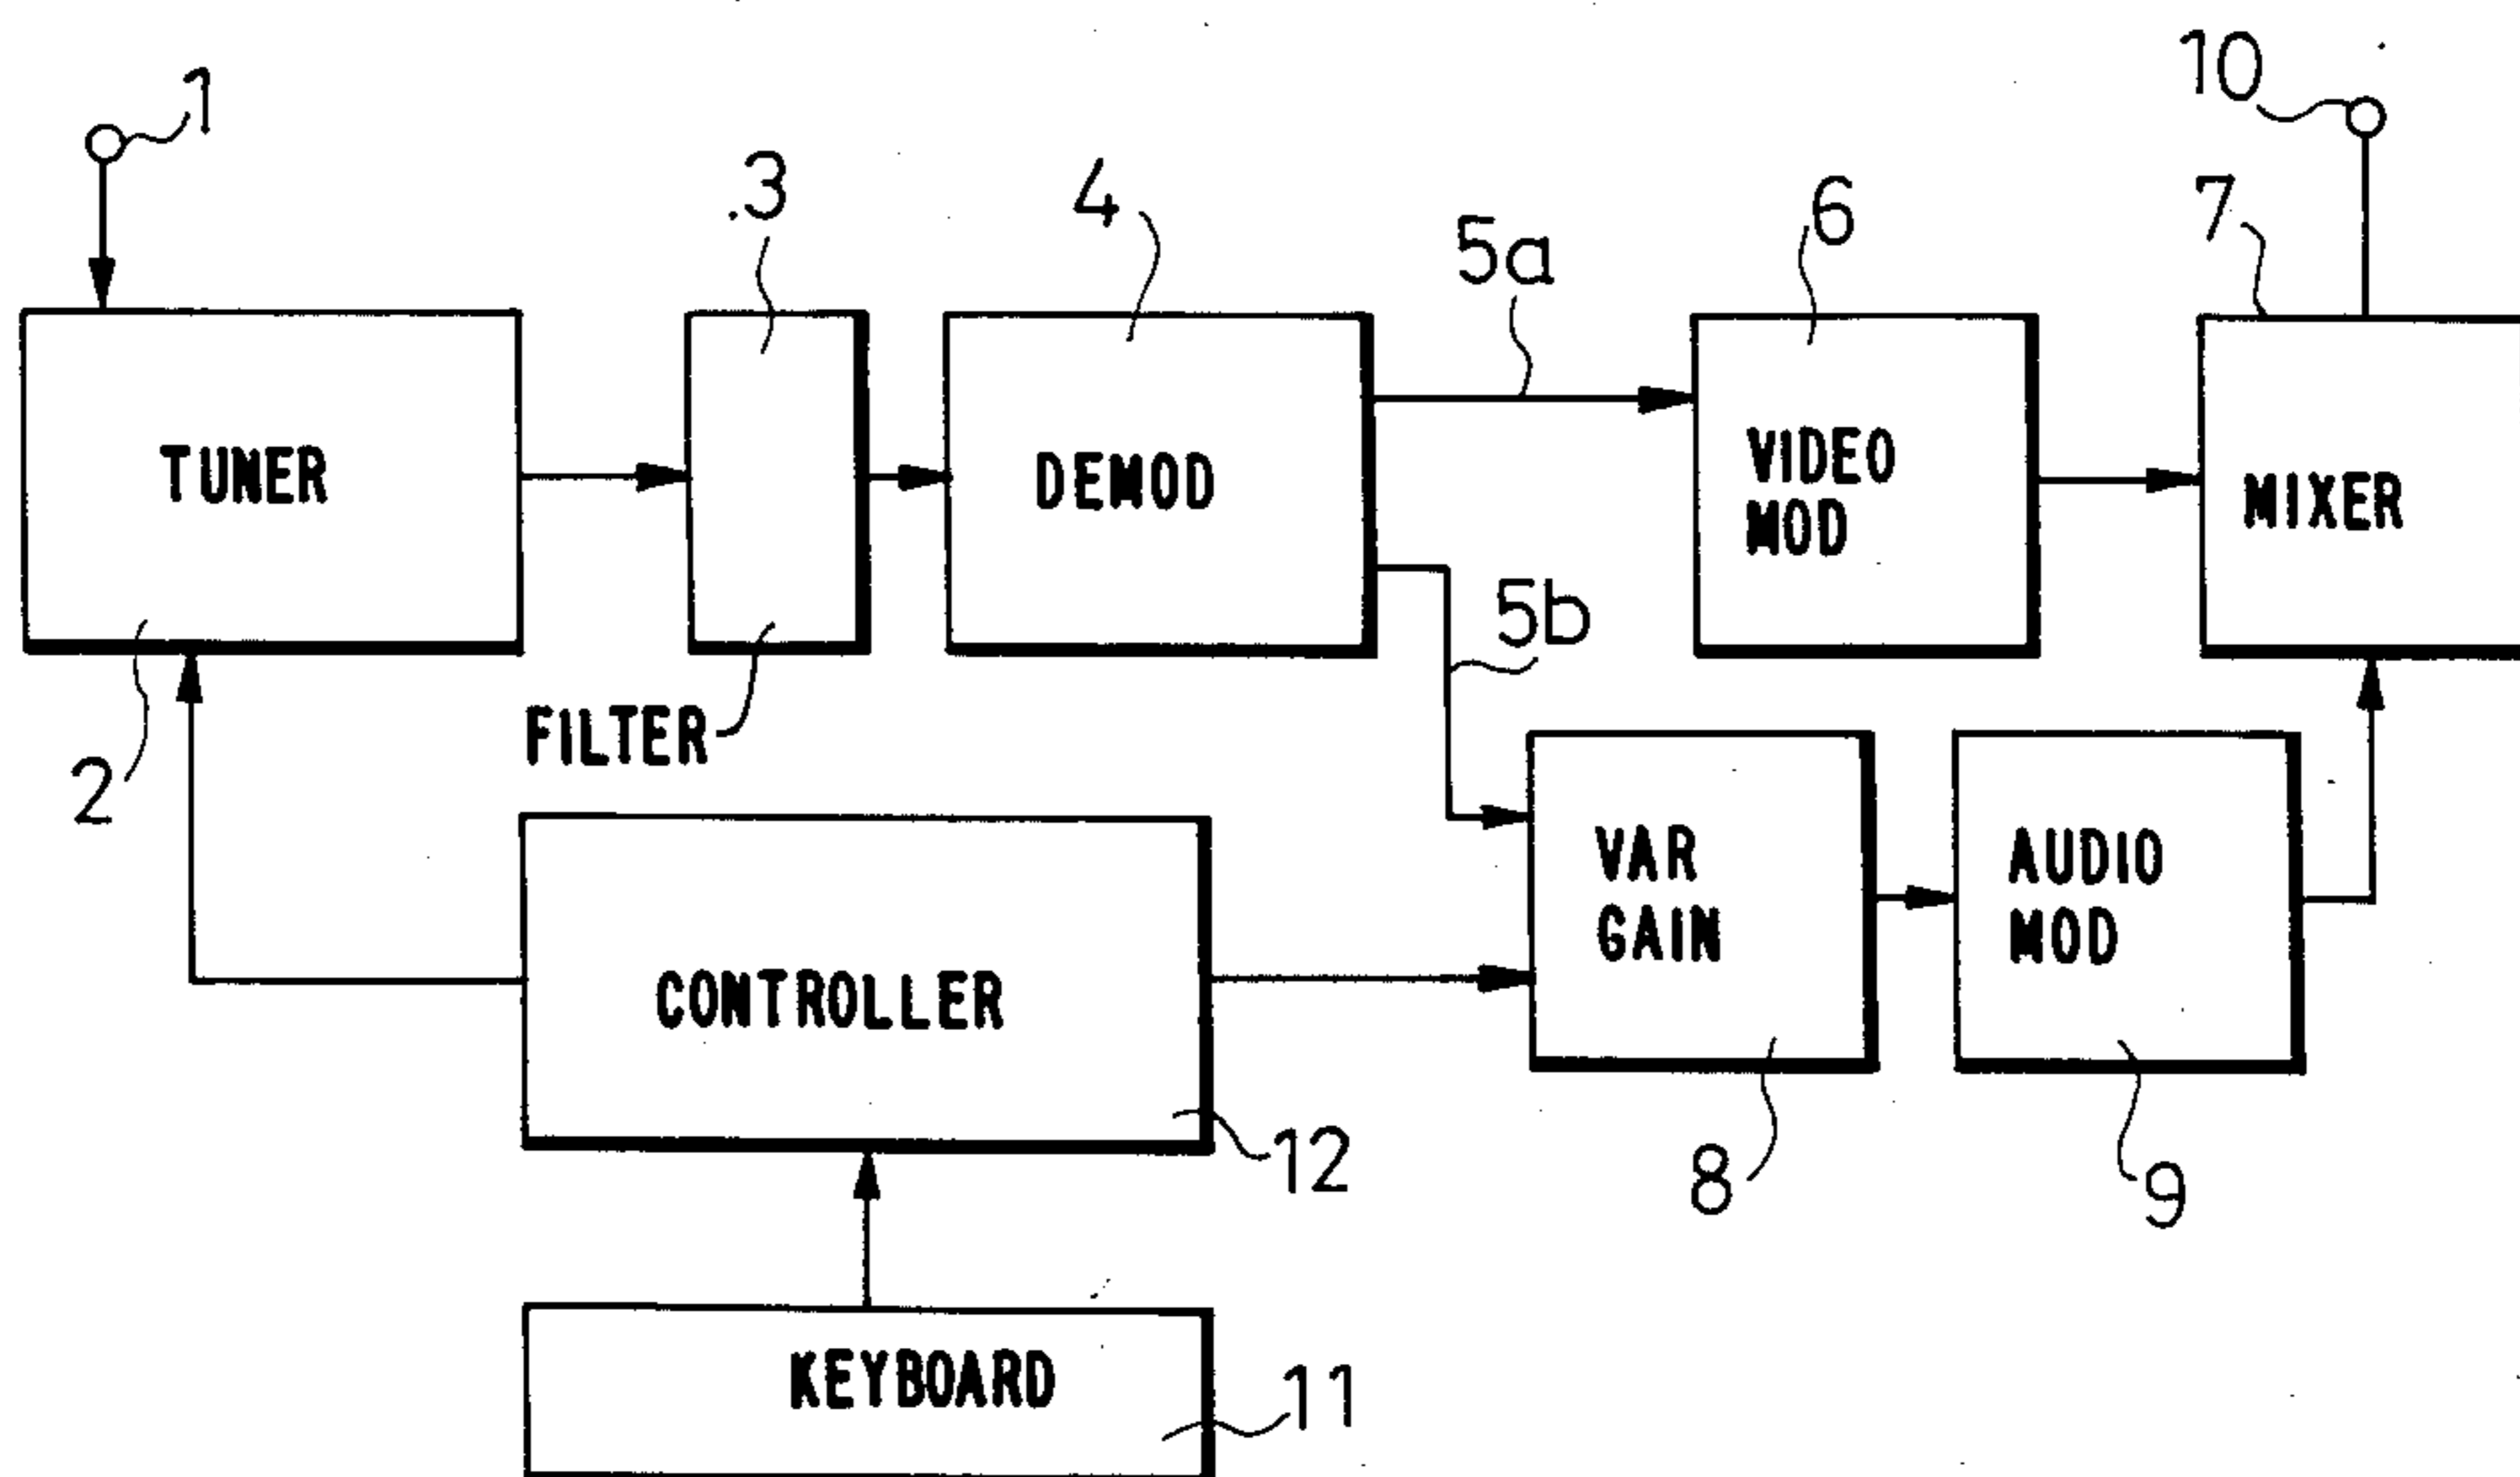 1
10
.3
4
7
6
5a
TUNER
DEMOD
VIDEO
MOD
MIXER
5b
FILTER
2
VAR
GAIN
AUDIO
MOD
CONTROLLER
12
8
9
KEYBOARD
11